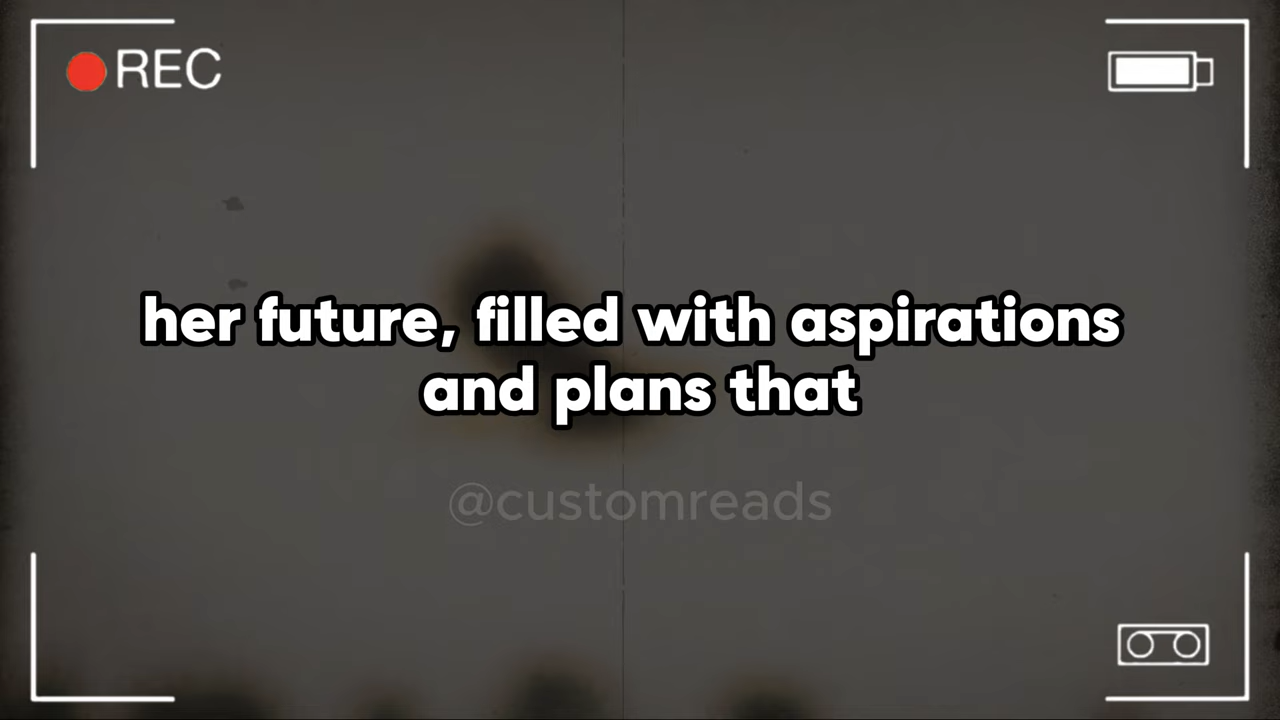 REC
her future, filled with aspirations
and plans that
@customreads